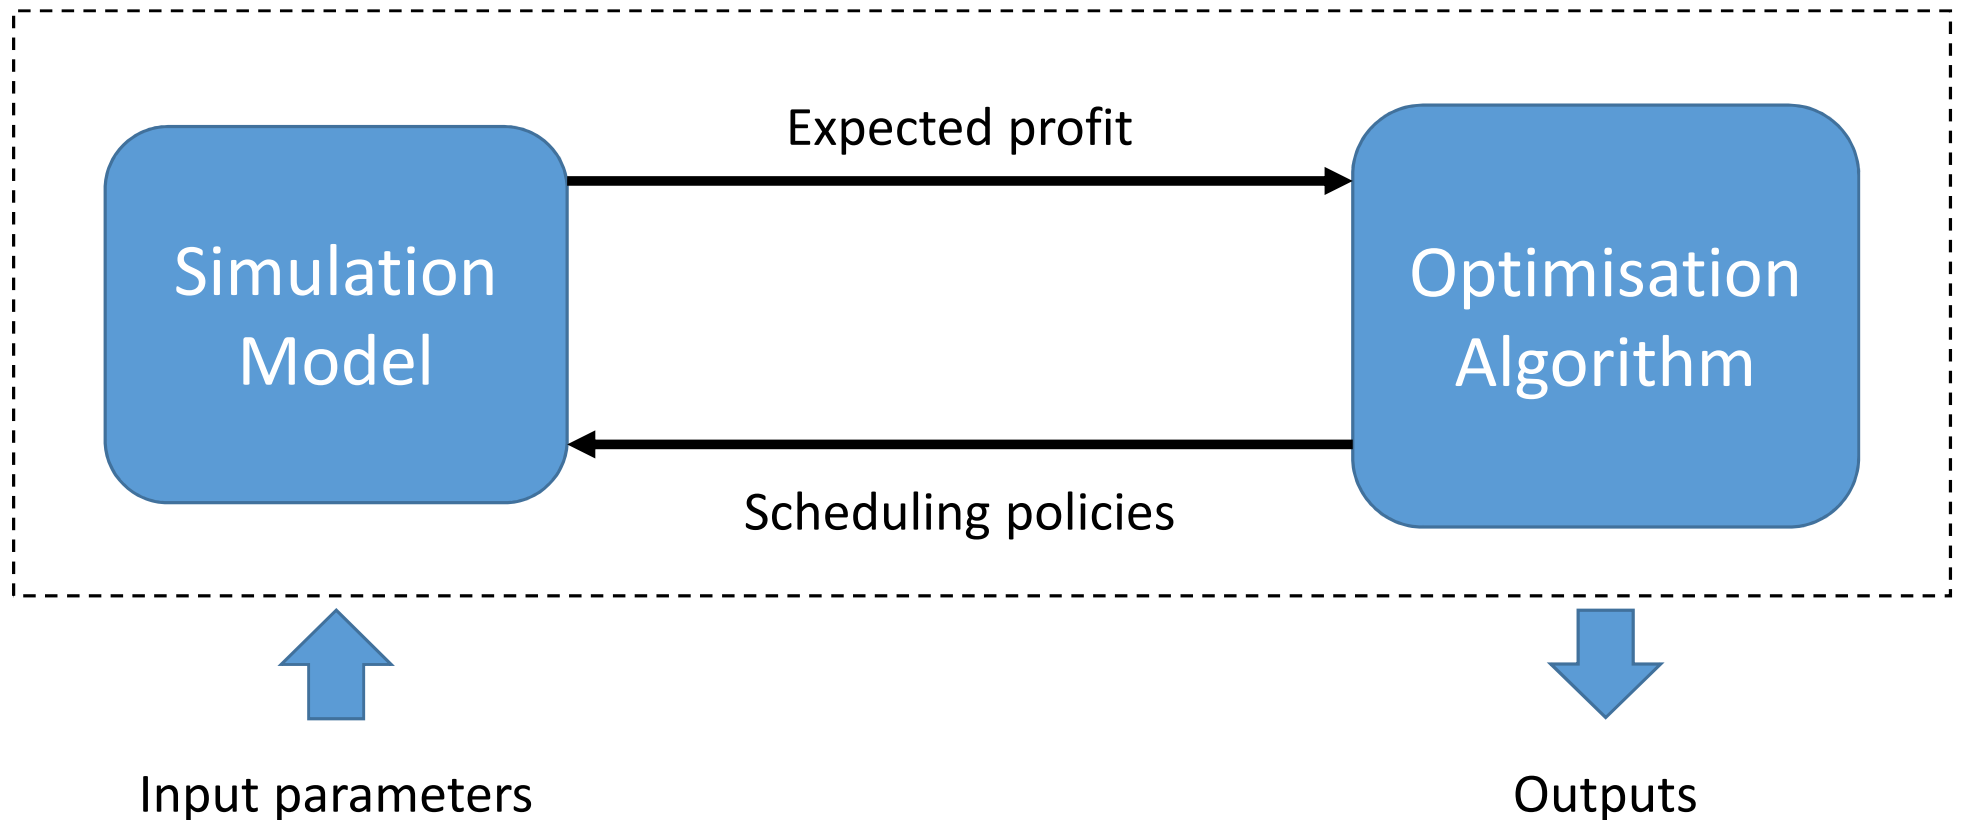 Expected profit
Simulation
Model
Optimisation
Algorithm
Scheduling policies
Input parameters
Outputs